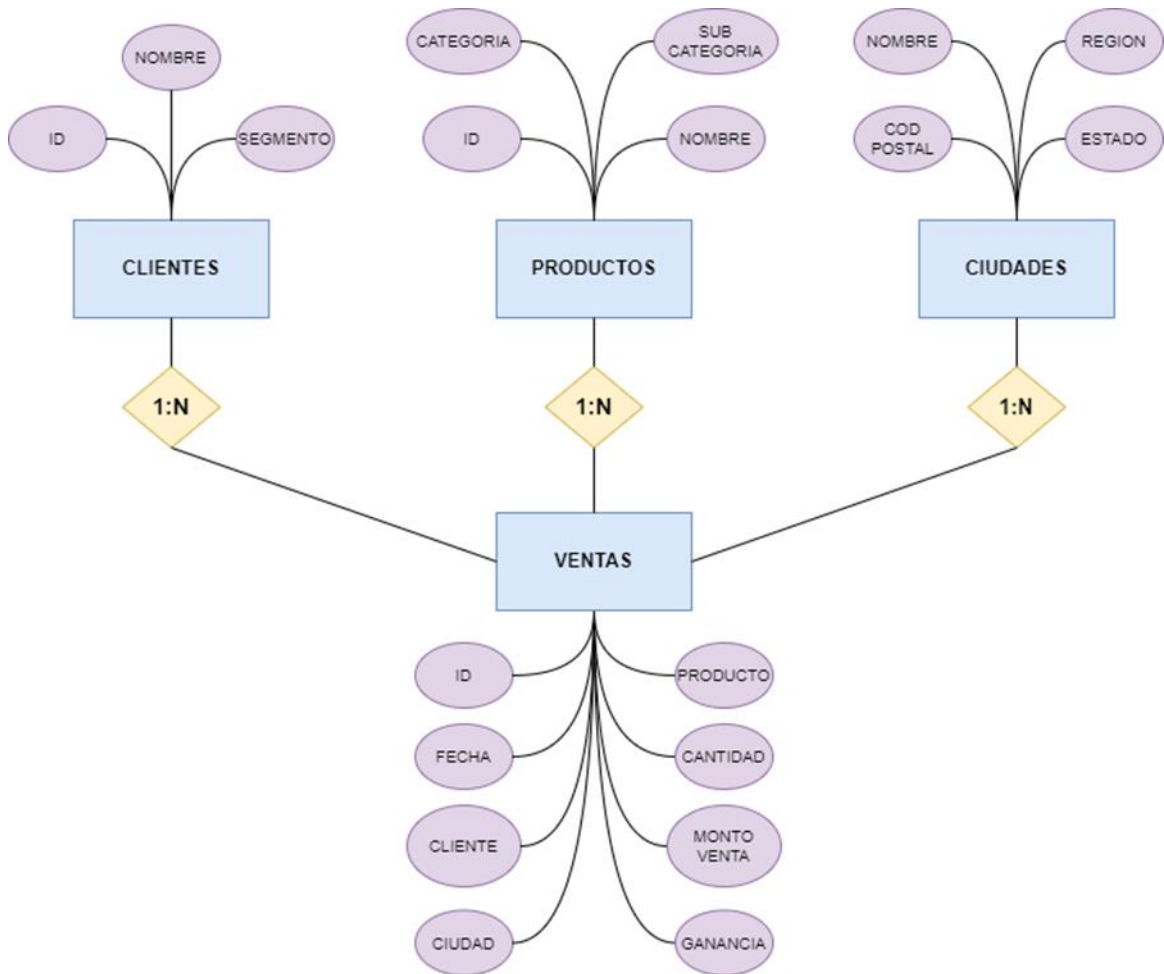 NOMBRE
ID
SEGMENTO
CLIENTES
1:N
CATEGORIA
SUB
CATEGORIA
ID
NOMBRE
PRODUCTOS
1:N
NOMBRE
REGION
COD
POSTAL
ESTADO
CIUDADES
1:N
VENTAS
ID
PRODUCTO
FECHA
CANTIDAD
CLIENTE
MONTO
VENTA
CIUDAD
GANANCIA